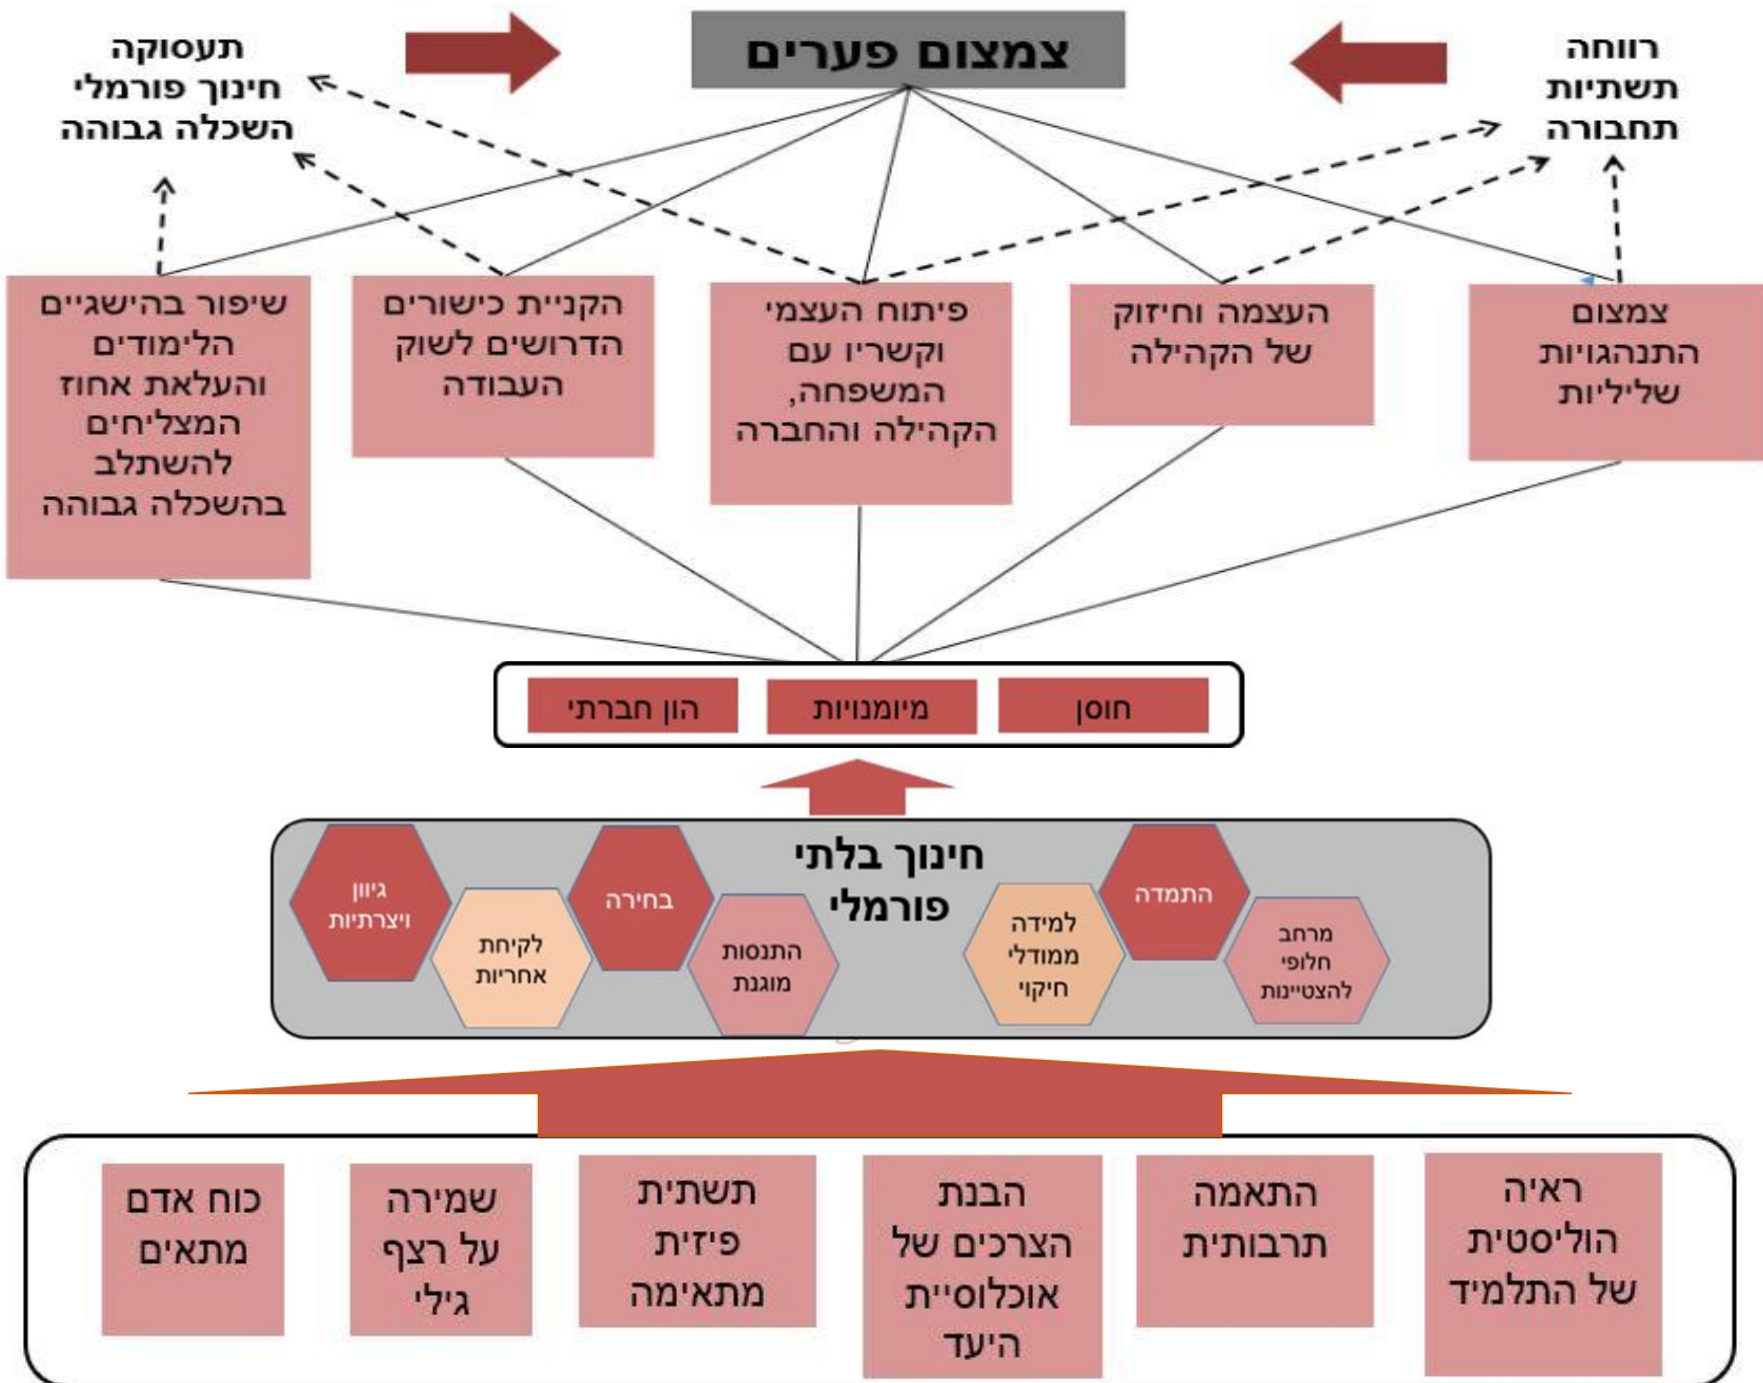 צמצום פערים
רווחה
תשתיות
תחבורה
תעסוקה
חינוך פורמלי
השכלה גבוהה
צמצום
התנהגויות
שליליות
העצמה וחיזוק
של הקהילה
פיתוח העצמי
וקשריו עם
המשפחה,
הקהילה והחברה
הקניית כישורים
הדרושים לשוק
העבודה
שיפור בהישגיים
הלימודים
והעלאת אחוז
המצליחים
להשתלב
בהשכלה גבוהה
חוסן
מיומנויות
הון חברתי
חינוך בלתי
פורמלי
מרחב
חלופי
להצטיינות
התמדה
למידה
ממודלי
חיקוי
התנסות
מוגנת
בחירה
לקיחת
אחריות
גיוון
ויצרתיות
ראיה
הוליסטית
של התלמיד
התאמה
תרבותית
הבנת
הצרכים של
אוכלוסיית
היעד
תשתית
פיזית
מתאימה
שמירה
על רצף
גילי
כוח אדם
מתאים